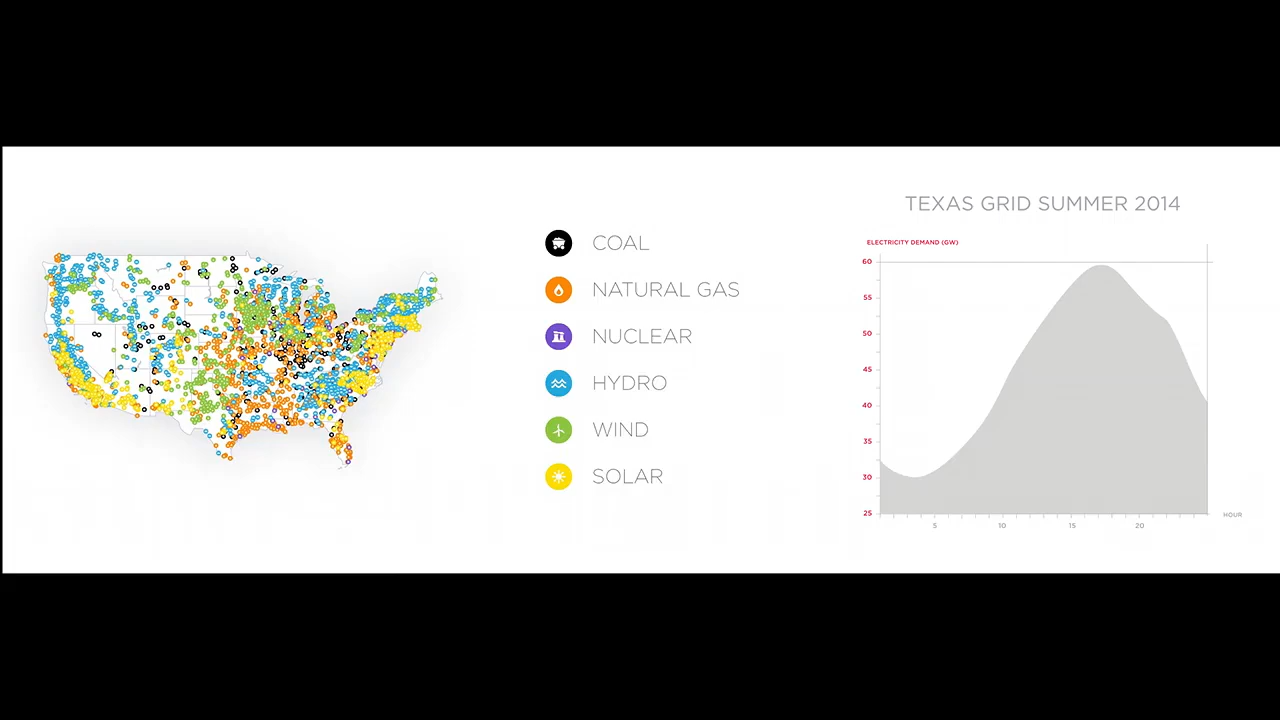 COAL
NATURAL GAS
NUCLEAR
HYDRO
WIND
SOLAR
TEXAS GRID SUMMER 2014
ELECTRICITY DEMAND (GW)
60
55
50
45
40
35
30
25
5 10 15 20
HOUR